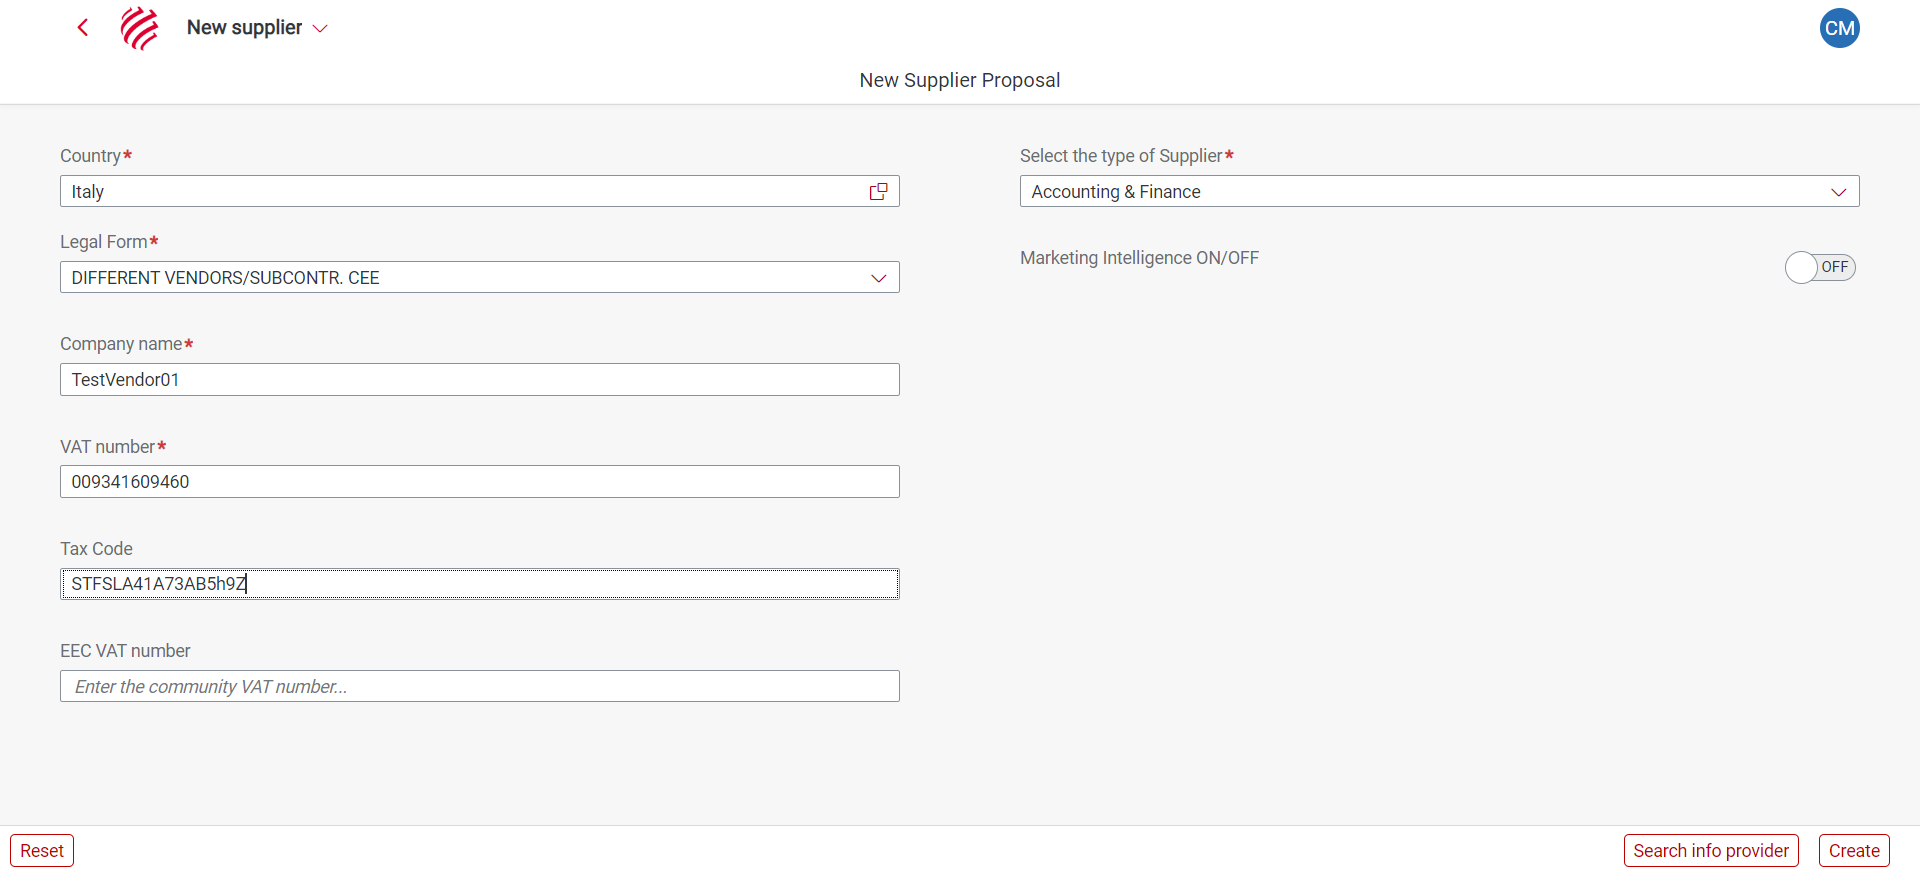 New supplier
CM
New Supplier Proposal
Country*
Italy
Legal Form*
DIFFERENT VENDORS/SUBCONTR. CEE
Company name*
TestVendor01
VAT number*
009341609460
Tax Code
STFSLA41A73AB5h9Z
EEC VAT number
Enter the community VAT number...
Select the type of Supplier*
Accounting & Finance
Marketing Intelligence ON/OFF
OFF
Reset
Search info provider
Create